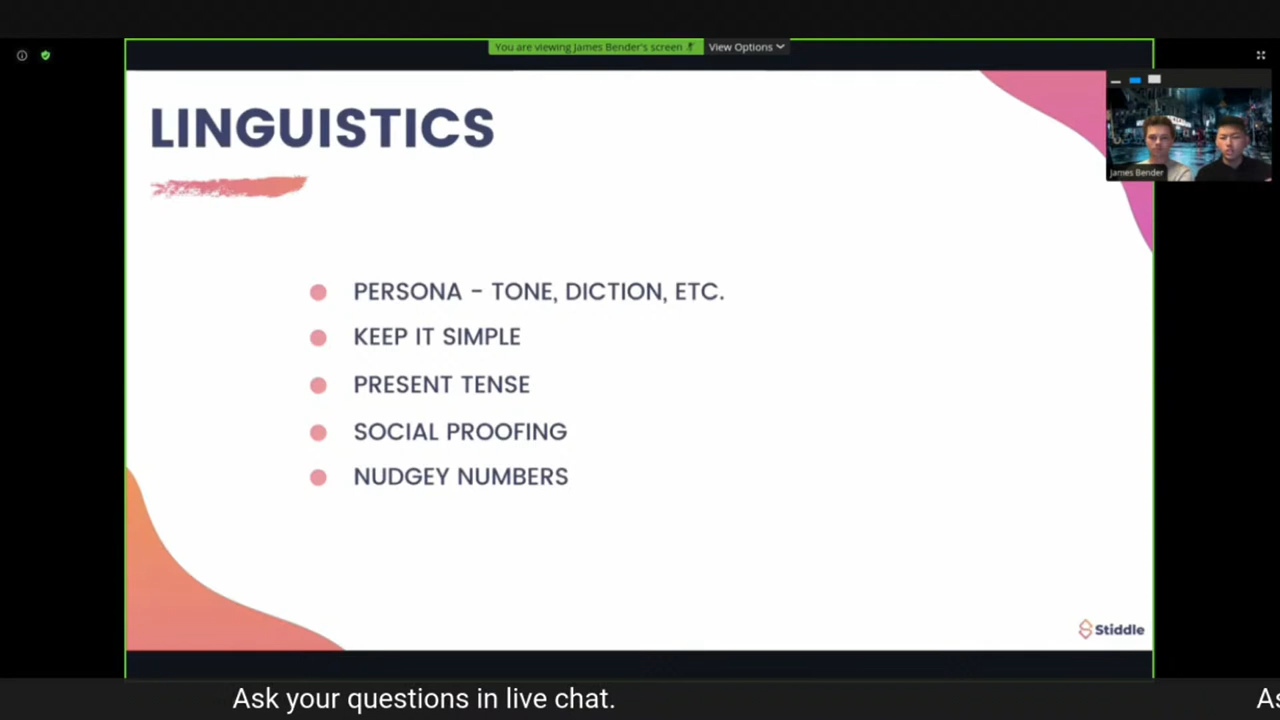 You are viewing James Bender's screen
View Options
LINGUISTICS
James Bender
PERSONA - TONE, DICTION, ETC.
KEEP IT SIMPLE
PRESENT TENSE
SOCIAL PROOFING
NUDGEY NUMBERS
Stiddle
Ask your questions in live chat.
As